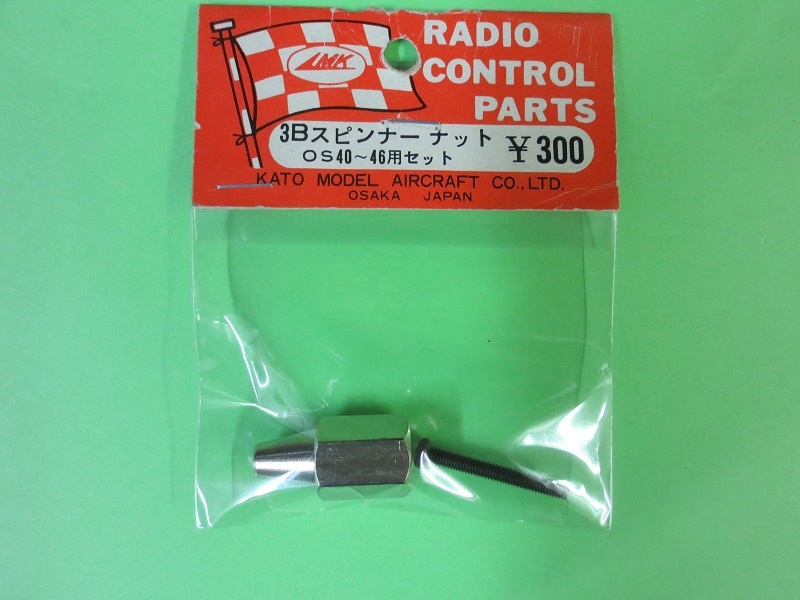 LMK
RADIO
CONTROL
PARTS
3Bスピンナーナット
OS40〜46用セット
¥300
KATO MODEL AIRCRAFT CO., LTD.
OSAKA JAPAN